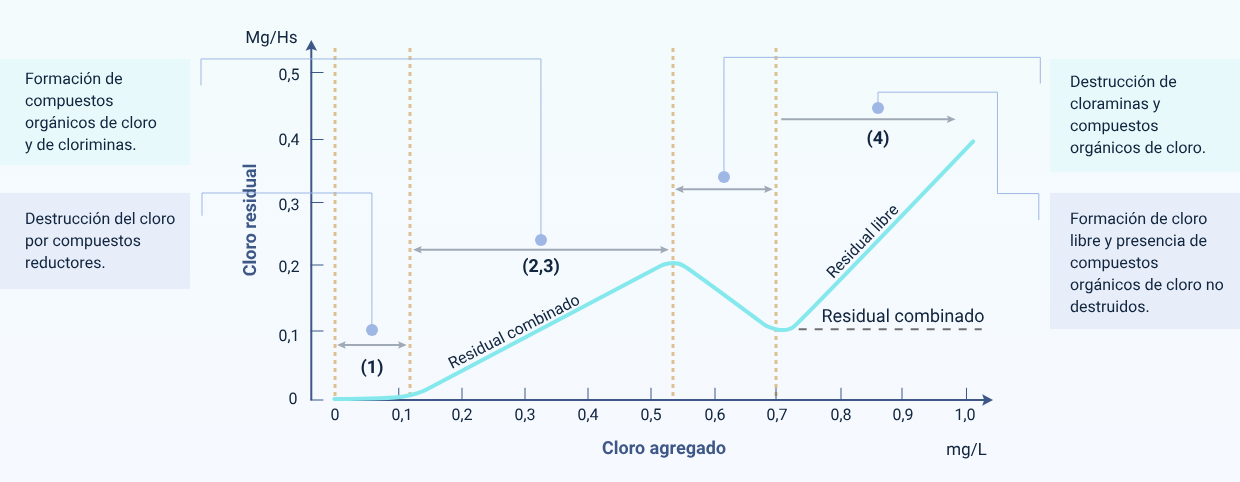 Mg/Hs
Formación de
compuestos
orgánicos de cloro
y de cloriminas.
Destrucción del cloro
por compuestos
reductores.
Cloro residual
0,5
0,4
0,3
0,2
0,1
0
(1)
(2,3)
(4)
Residual combinado
Residual libre
Residual combinado
0
0,1
0,2
0,3
0,4
0,5
0,6
0,7
0,8
0,9
1,0
Cloro agregado
mg/L
Destrucción de
cloraminas y
compuestos
orgánicos de cloro.
Formación de cloro
libre y presencia de
compuestos
orgánicos de cloro no
destruidos.